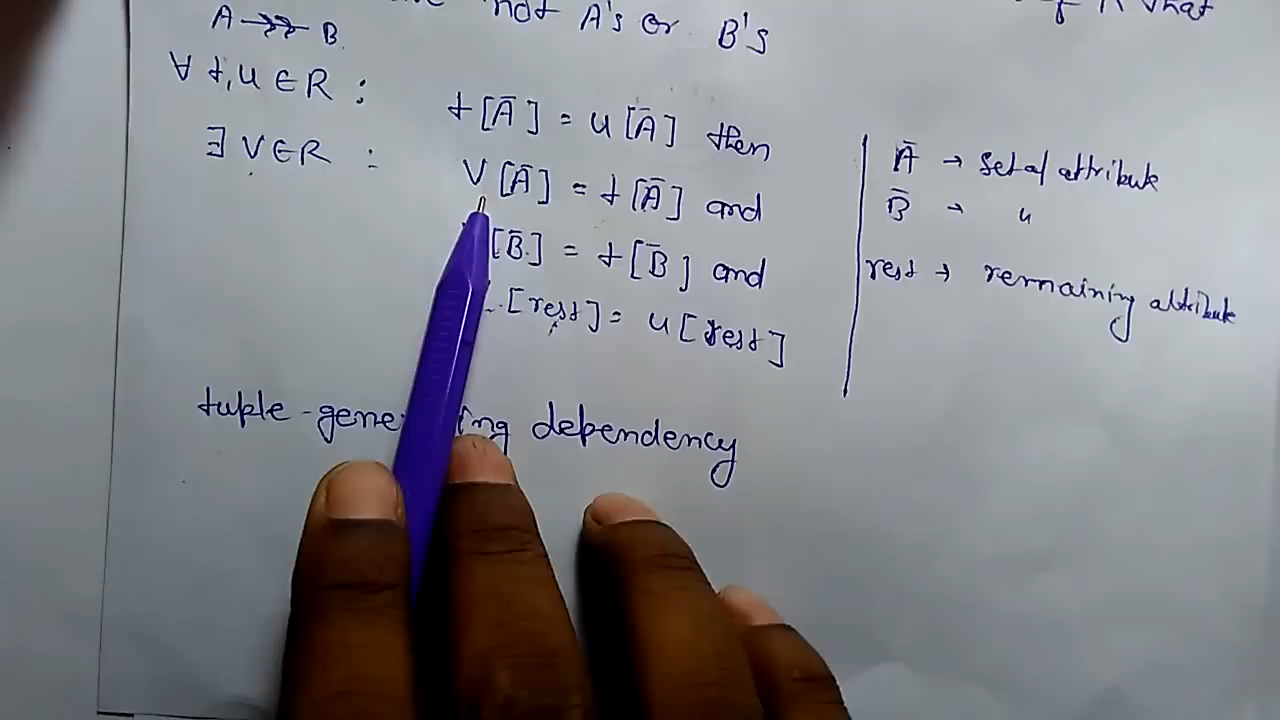 not A's or B's
A →→ B
∀ t, u ∈ R : t[Ā] = u[Ā] then
∃ V ∈ R : V[Ā] = t[Ā] and
[B̄] = t[B̄] and
[rest] = u[rest]
tuple-gene ing dependency
Ā → Set of attribute
B̄ → u
rest → remaining attribute